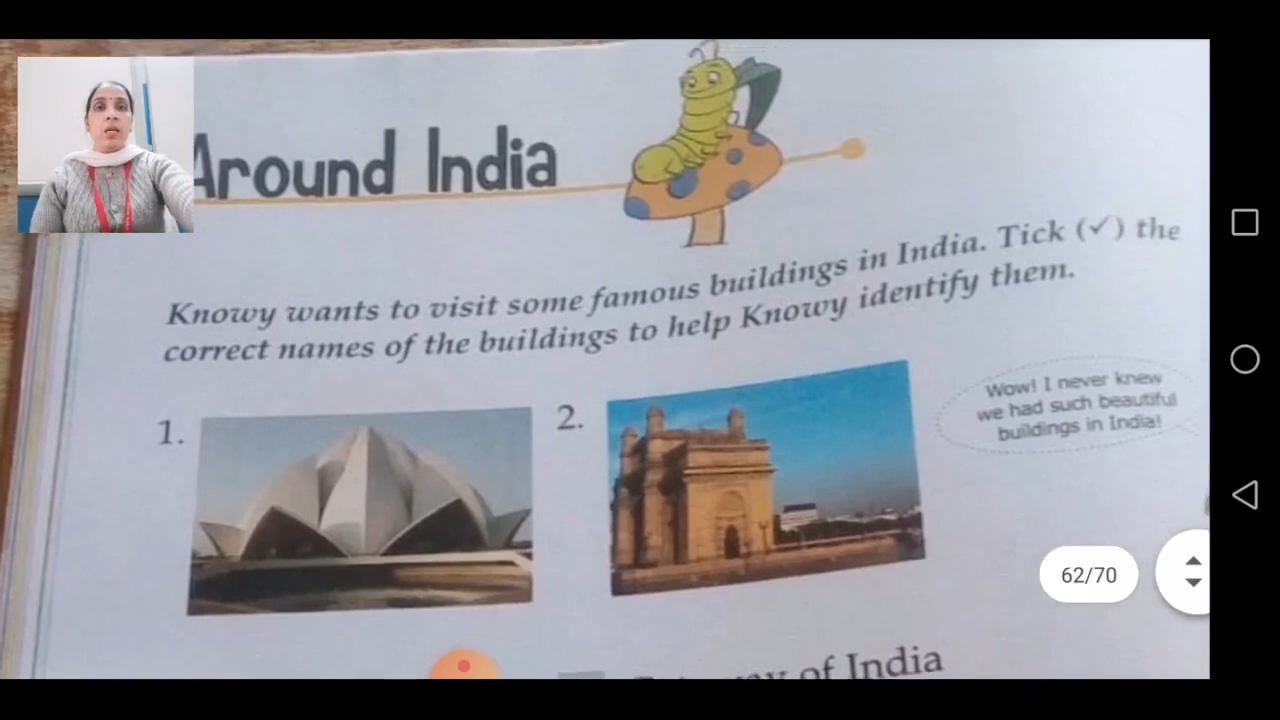 Around India
Knowy wants to visit some famous buildings in India. Tick (✓) the
correct names of the buildings to help Knowy identify them.
1.
2.
Wow! I never knew
we had such beautiful
buildings in India!
62/70
of India